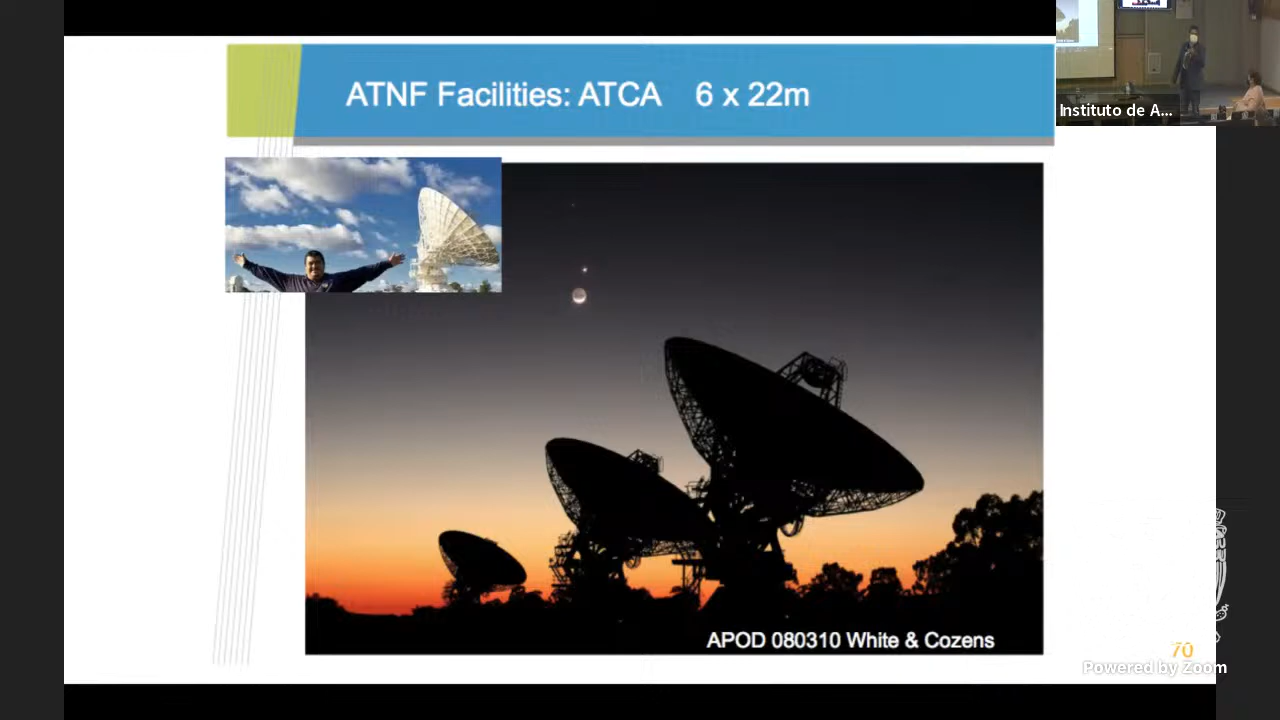 ATNF Facilities: ATCA 6 x 22m
Instituto de A...
APOD 080310 White & Cozens
70
Powered by Zoom